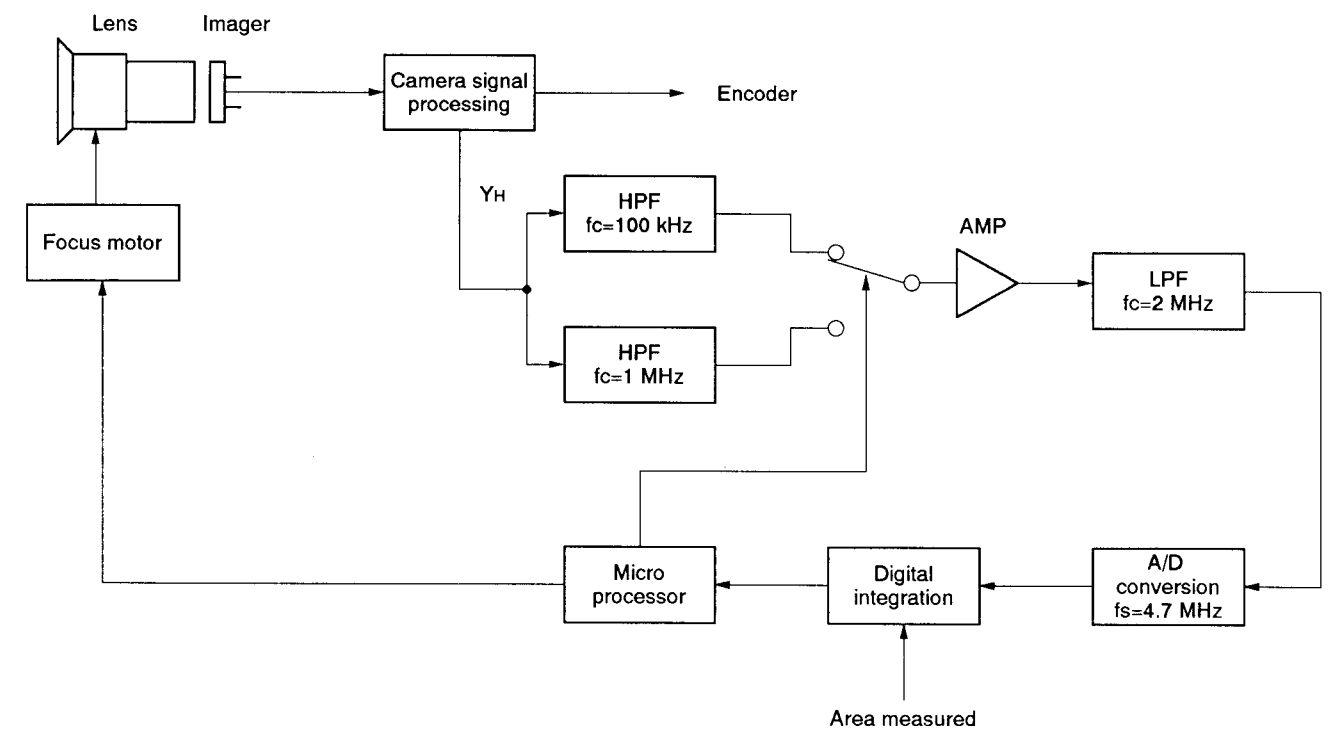 Lens
Imager
Camera signal
processing
Encoder
YH
HPF
fc=100 kHz
AMP
Focus motor
LPF
fc=2 MHz
HPF
fc=1 MHz
Micro
processor
Digital
integration
A/D
conversion
fs=4.7 MHz
Area measured